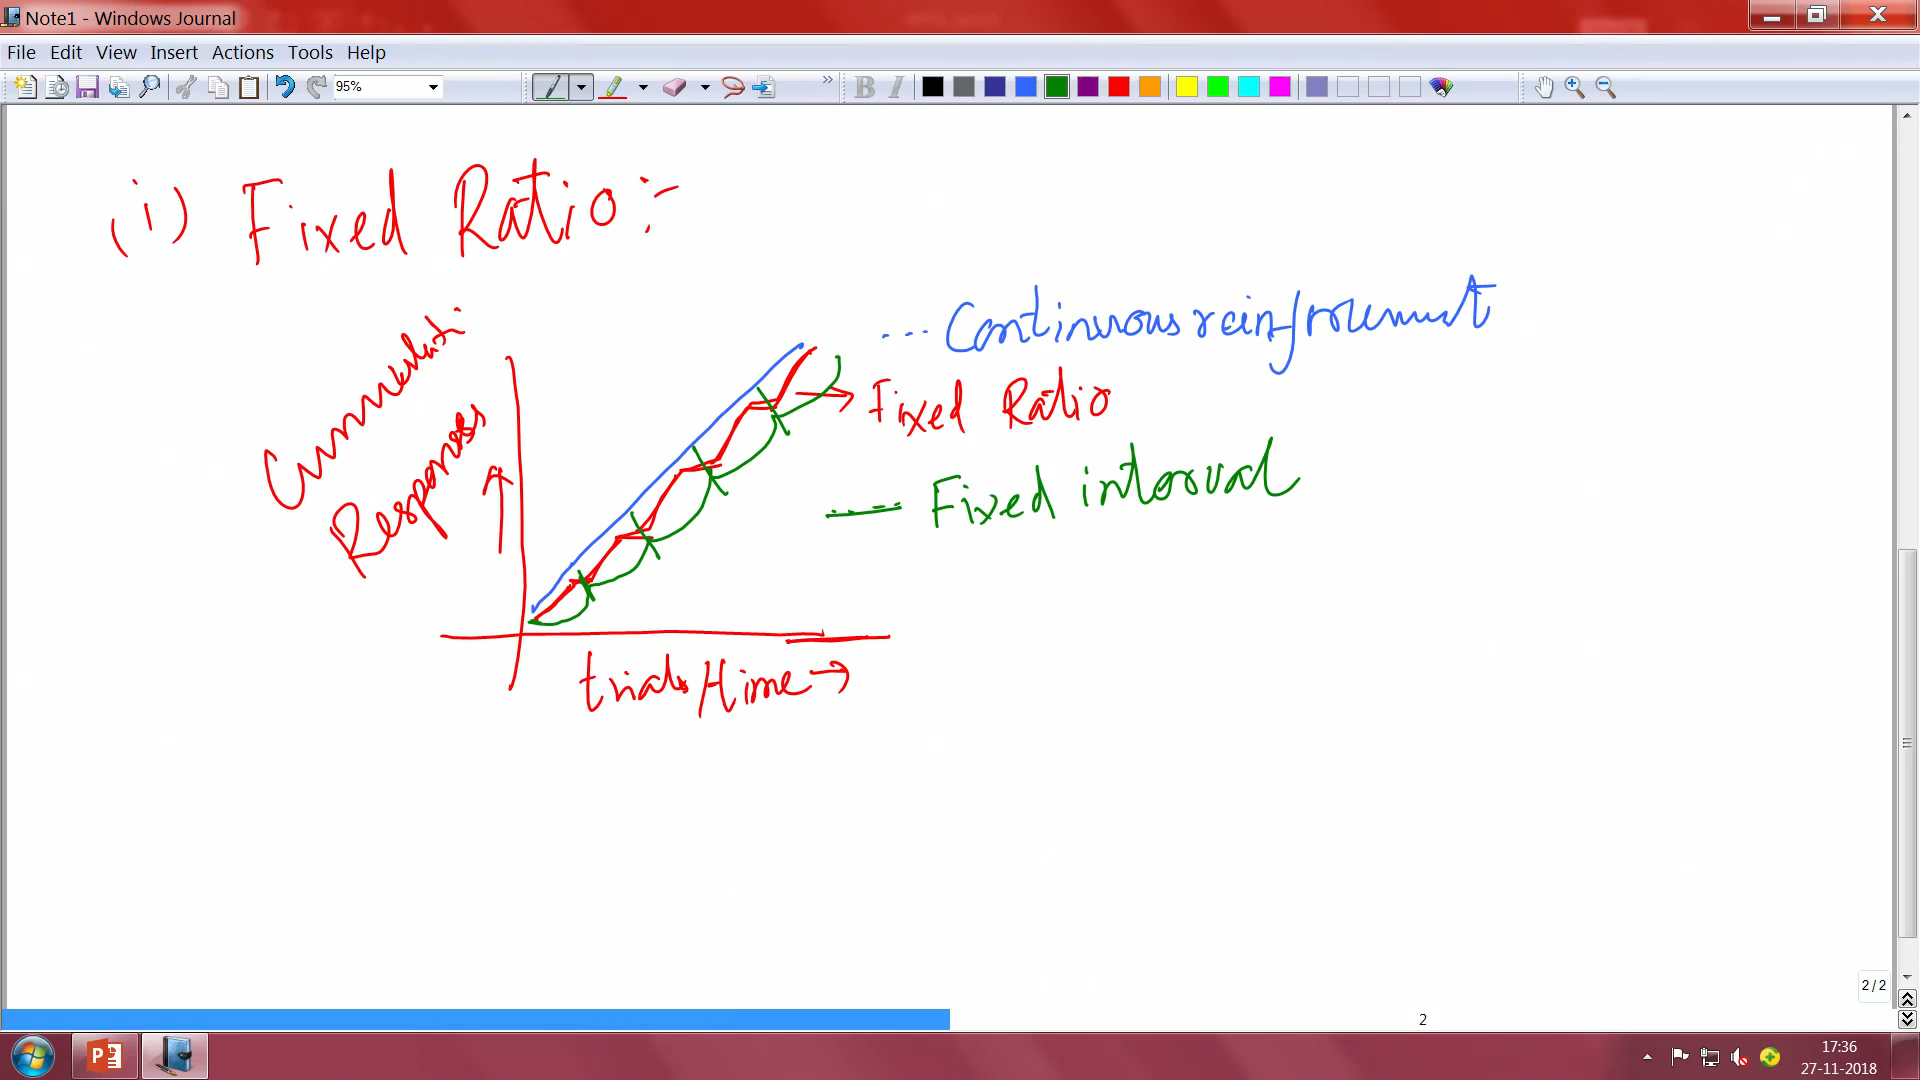 Note1 - Windows Journal
File Edit View Insert Actions Tools Help
95%
B I
(i) Fixed Ratio :-
Cummulati
Responses
... Continuous reinforcement
Fixed Ratio
Fixed interval
trials/time →
2 / 2
2
17:36
27-11-2018